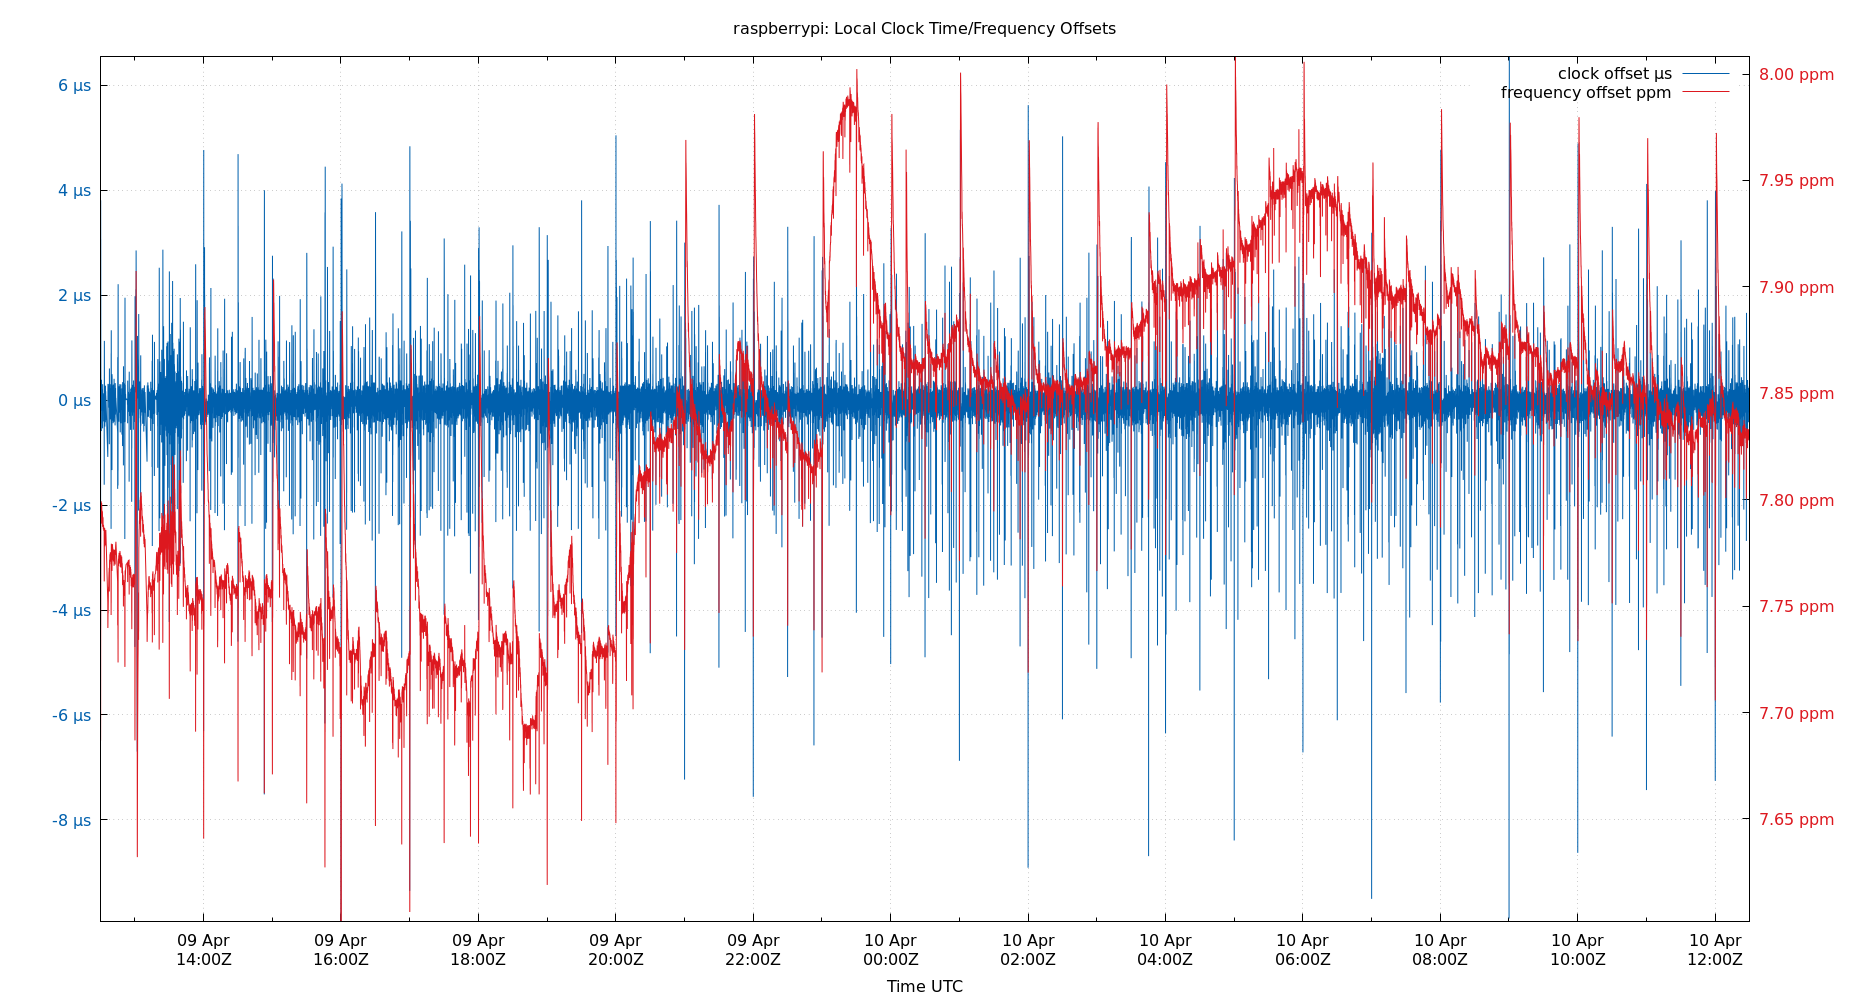 raspberrypi: Local Clock Time/Frequency Offsets
clock offset µs
frequency offset ppm
6 µs
4 µs
2 µs
0 µs
-2 µs
-4 µs
-6 µs
-8 µs
8.00 ppm
7.95 ppm
7.90 ppm
7.85 ppm
7.80 ppm
7.75 ppm
7.70 ppm
7.65 ppm
09 Apr 09 Apr 09 Apr 09 Apr 09 Apr 10 Apr 10 Apr 10 Apr 10 Apr 10 Apr 10 Apr 10 Apr
14:00Z 16:00Z 18:00Z 20:00Z 22:00Z 00:00Z 02:00Z 04:00Z 06:00Z 08:00Z 10:00Z 12:00Z
Time UTC